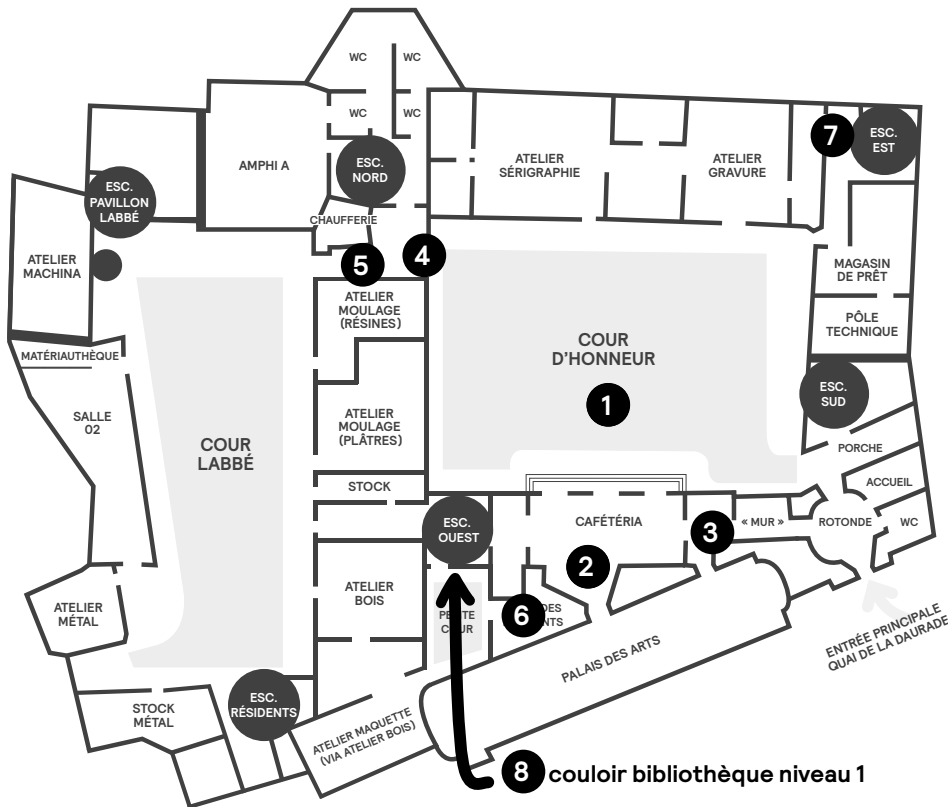 WC
WC
WC
WC
AMPHI A
ESC.
NORD
CHAUFFERIE
ATELIER
SÉRIGRAPHIE
ATELIER
GRAVURE
7
ESC.
EST
ESC.
PAVILLON
LABBÉ
ATELIER
MACHINA
5
4
MAGASIN
DE PRÊT
ATELIER
MOULAGE
(RÉSINES)
PÔLE
TECHNIQUE
MATÉRIAUTHÈQUE
COUR
D'HONNEUR
1
ESC.
SUD
SALLE
02
COUR
LABBÉ
ATELIER
MOULAGE
(PLÂTRES)
PORCHE
STOCK
ACCUEIL
ESC.
OUEST
CAFÉTÉRIA
3
« MUR »
ROTONDE
WC
2
ATELIER
BOIS
ATELIER
MÉTAL
COUR
6
DES
ENTRÉE PRINCIPALE
QUAI DE LA DAURADE
PALAIS DES ARTS
ESC.
RÉSIDENTS
STOCK
MÉTAL
ATELIER MAQUETTE
(VIA ATELIER BOIS)
8 couloir bibliothèque niveau 1